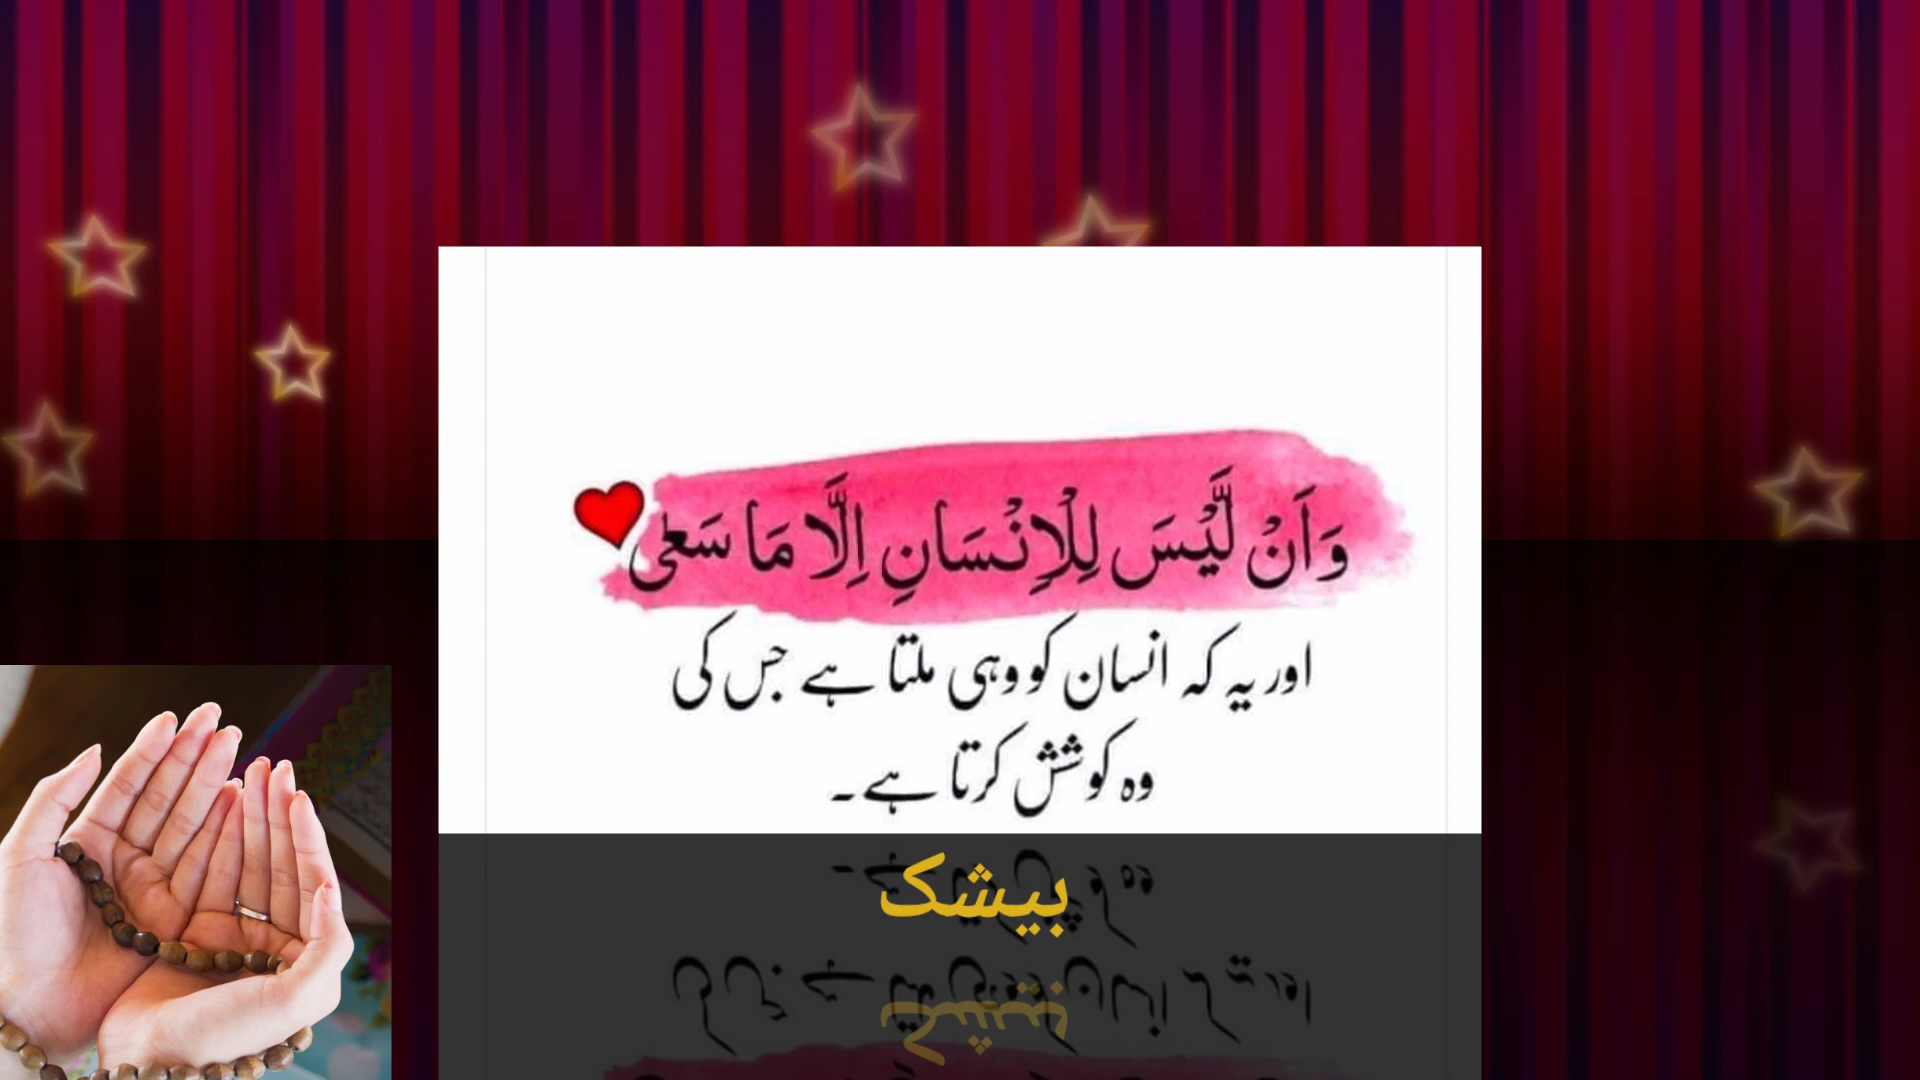 وَاَنْ لَّيْسَ لِلْاِنْسَانِ اِلَّا مَا سَعٰى
اور یہ کہ انسان کو وہی ملتا ہے جس کی
وہ کوشش کرتا ہے۔
بیشک